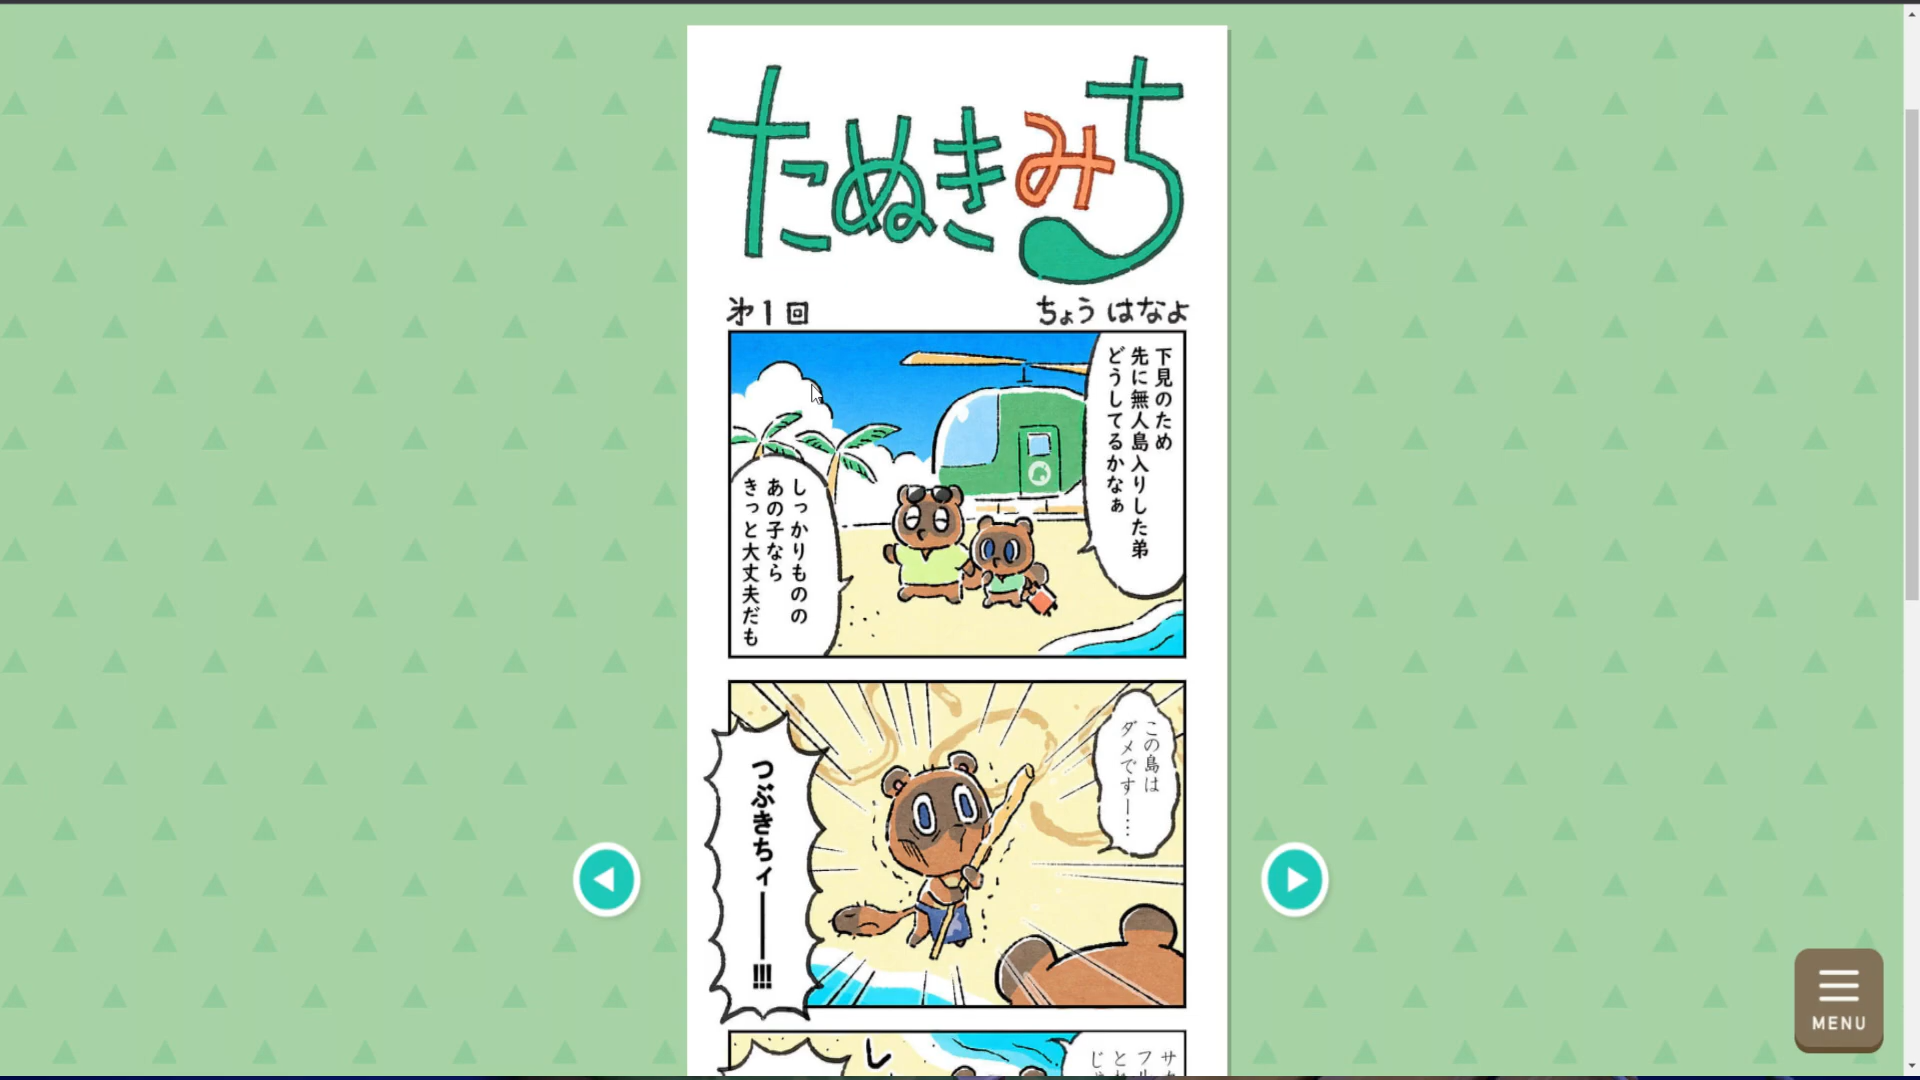 たぬきみち
第1回
ちょう はなよ
下見のため
先に無人島入りした弟
どうしてるかなぁ
しっかりものの
あの子なら
きっと大丈夫だも
この島は
ダメですー…
つぶきちィ――!!!
レ
MENU